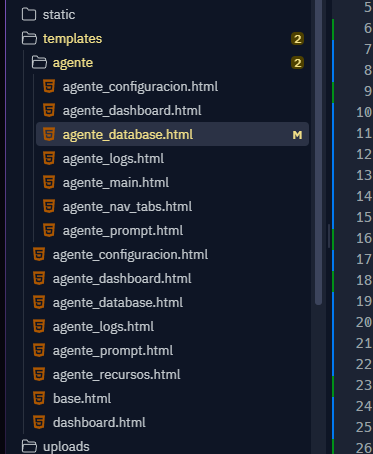 static
templates 2
agente 2
agente_configuracion.html
agente_dashboard.html
agente_database.html M
agente_logs.html
agente_main.html
agente_nav_tabs.html
agente_prompt.html
agente_configuracion.html
agente_dashboard.html
agente_database.html
agente_logs.html
agente_prompt.html
agente_recursos.html
base.html
dashboard.html
uploads
5
6
7
8
9
10
11
12
13
14
15
16
17
18
19
20
21
22
23
24
25
26